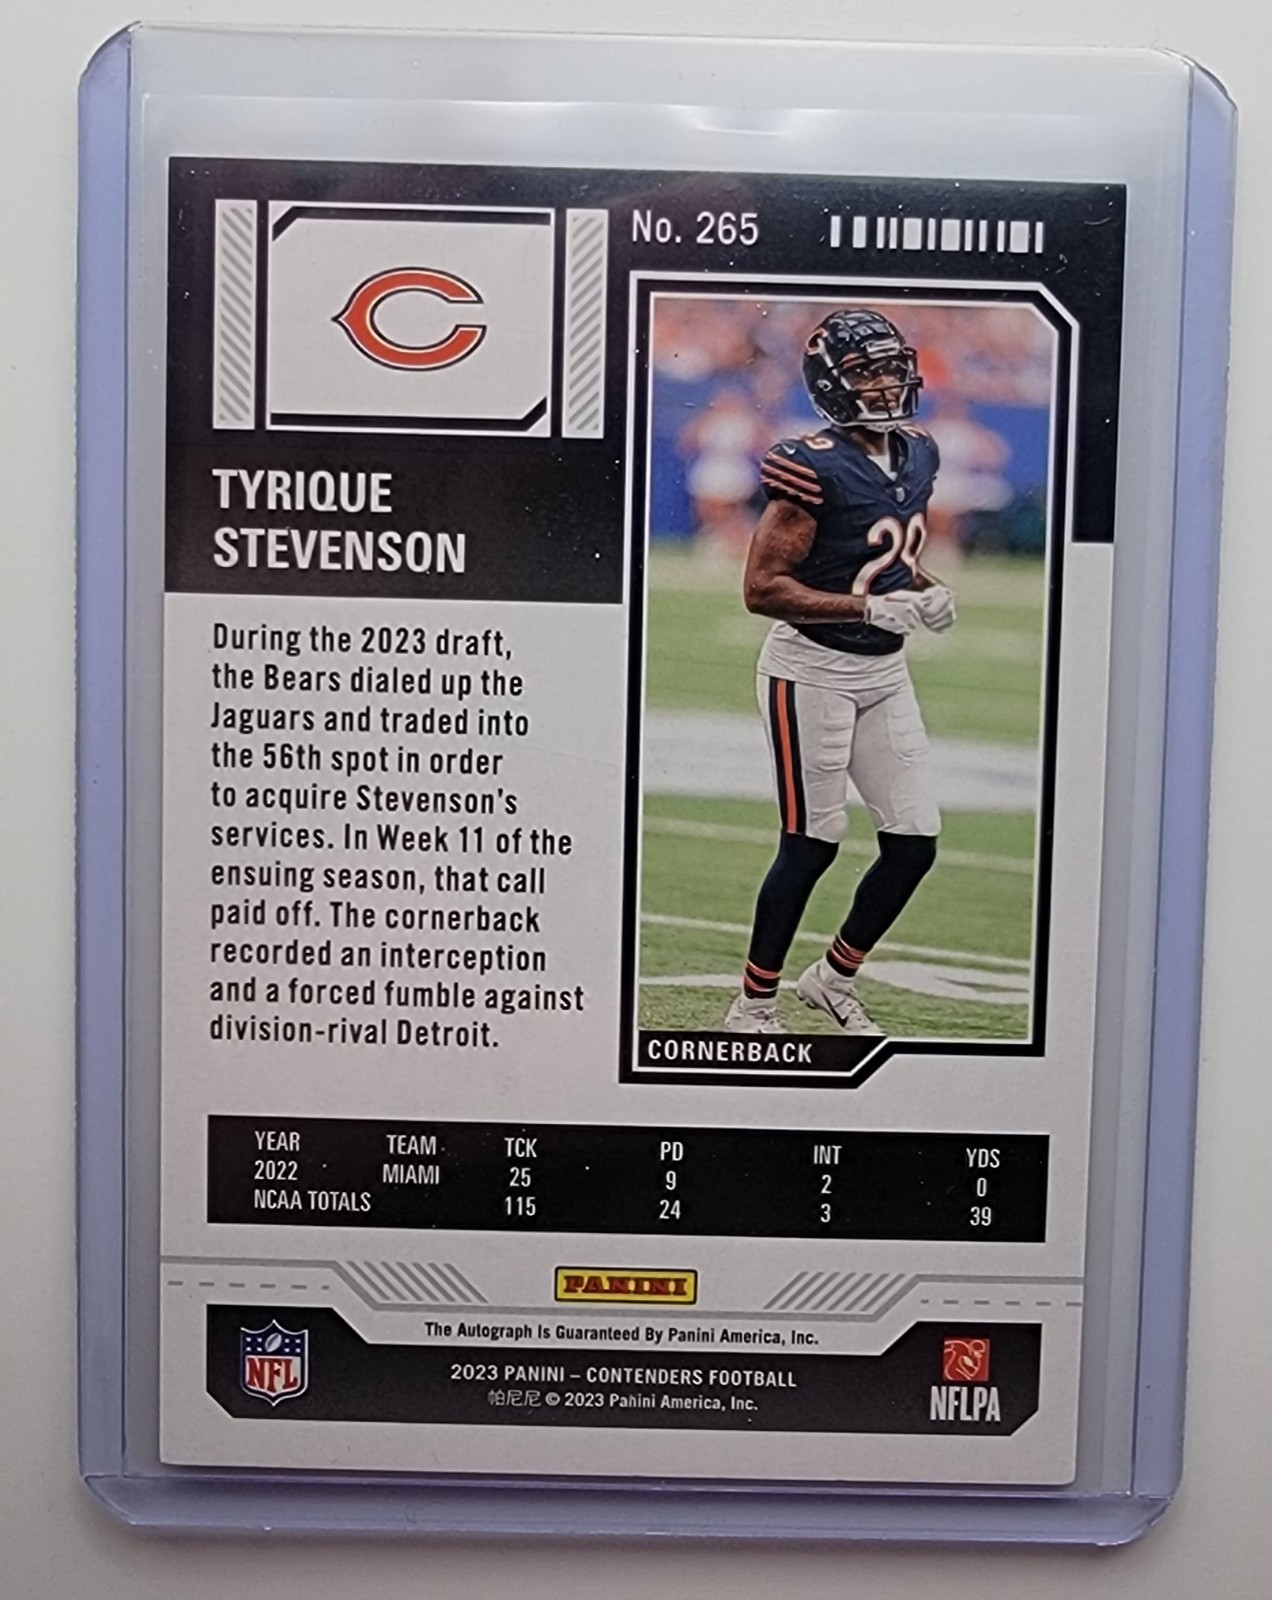 No. 265
TYRIQUE
STEVENSON
During the 2023 draft,
the Bears dialed up the
Jaguars and traded into
the 56th spot in order
to acquire Stevenson's
services. In Week 11 of the
ensuing season, that call
paid off. The cornerback
recorded an interception
and a forced fumble against
division-rival Detroit.
29
CORNERBACK
YEAR TEAM TCK PD INT YDS
2022 MIAMI 25 9 2 0
NCAA TOTALS 115 24 3 39
PANINI
The Autograph Is Guaranteed By Panini America, Inc.
NFL
2023 PANINI – CONTENDERS FOOTBALL
帕尼尼 © 2023 Panini America, Inc.
NFLPA